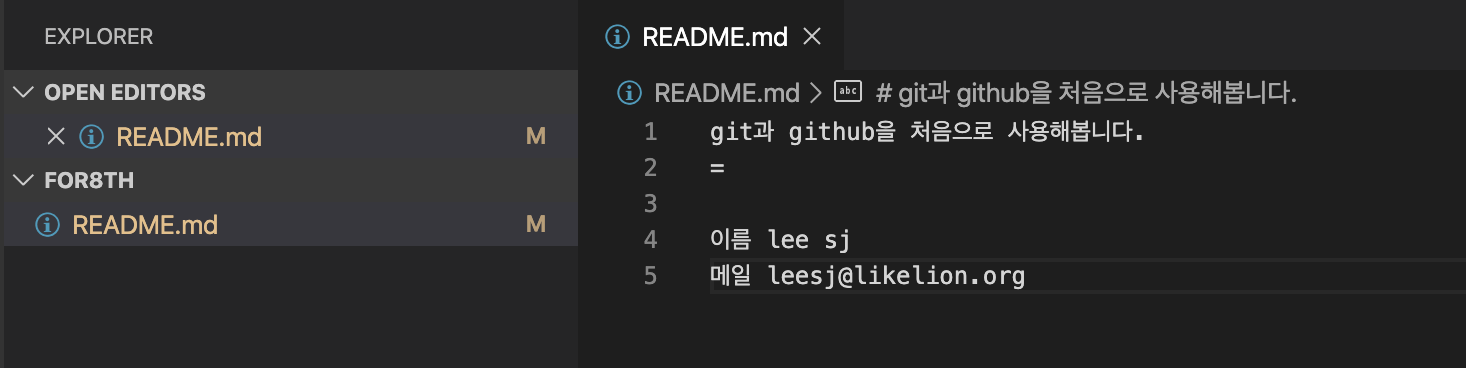 EXPLORER
OPEN EDITORS
README.md M
FOR8TH
README.md M
README.md
README.md > # git과 github을 처음으로 사용해봅니다.
1 git과 github을 처음으로 사용해봅니다.
2 =
3
4 이름 lee sj
5 메일 leesj@likelion.org